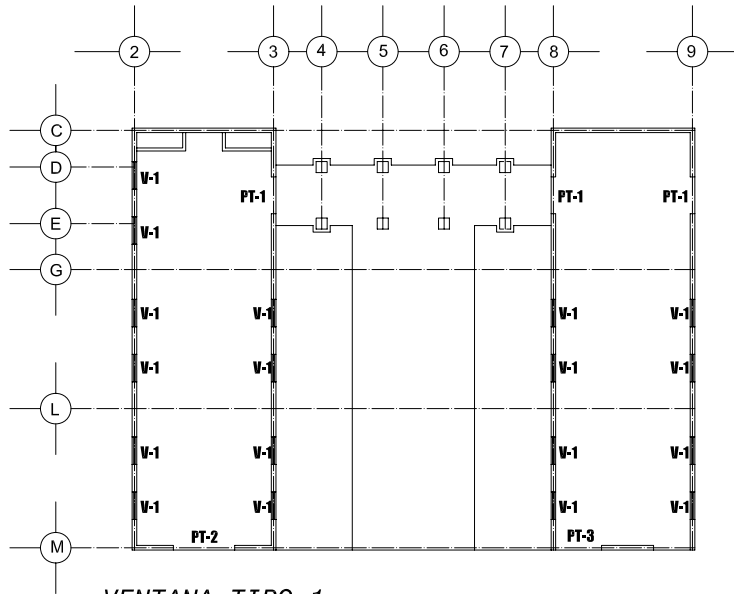 2 3 4 5 6 7 8 9
C
D
V-1
PT-1 PT-1 PT-1
E
V-1
G
V-1 V-1 V-1 V-1
V-1 V-1 V-1 V-1
L
V-1 V-1 V-1 V-1
V-1 V-1 V-1 V-1
PT-2 PT-3
M
VENTANA TIPO 1